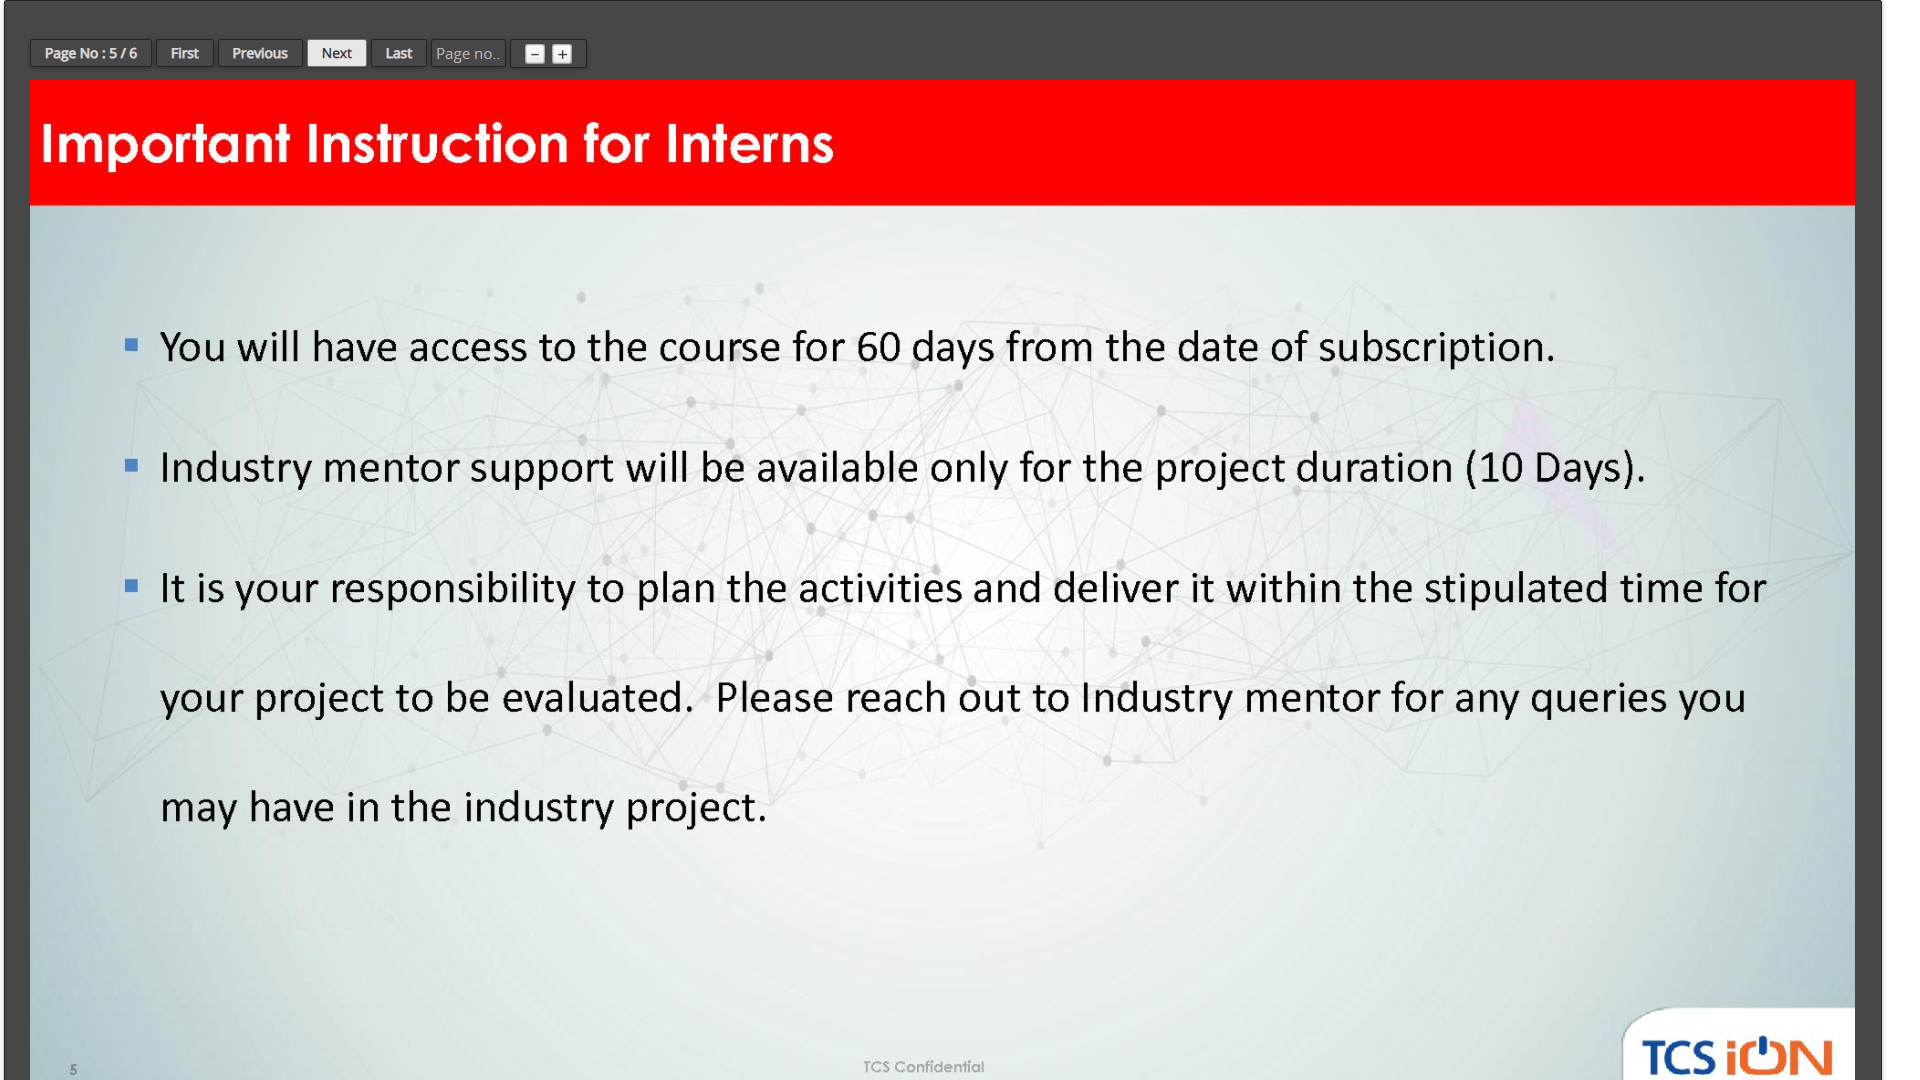 Page No : 5 / 6 First Previous Next Last Page no.. - +
Important Instruction for Interns
You will have access to the course for 60 days from the date of subscription.
Industry mentor support will be available only for the project duration (10 Days).
It is your responsibility to plan the activities and deliver it within the stipulated time for
your project to be evaluated.  Please reach out to Industry mentor for any queries you
may have in the industry project.
5 TCS Confidential TCS iON